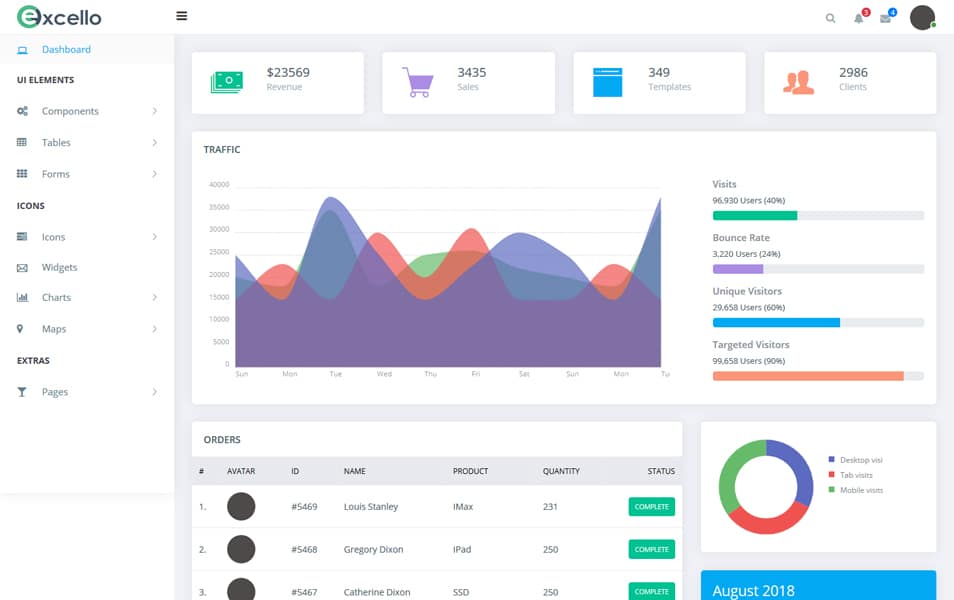 excello
3
4
Dashboard
UI ELEMENTS
Components
Tables
Forms
ICONS
Icons
Widgets
Charts
Maps
EXTRAS
Pages
$23569
Revenue
3435
Sales
349
Templates
2986
Clients
TRAFFIC
40000
35000
30000
25000
20000
15000
10000
5000
0
Sun Mon Tue Wed Thu Fri Sat Sun Mon Tu
Visits
96,930 Users (40%)
Bounce Rate
3,220 Users (24%)
Unique Visitors
29,658 Users (60%)
Targeted Visitors
99,658 Users (90%)
ORDERS
# AVATAR ID NAME PRODUCT QUANTITY STATUS
1. #5469 Louis Stanley IMax 231 COMPLETE
2. #5468 Gregory Dixon IPad 250 COMPLETE
3. #5467 Catherine Dixon SSD 250 COMPLETE
Desktop visi
Tab visits
Mobile visits
August 2018